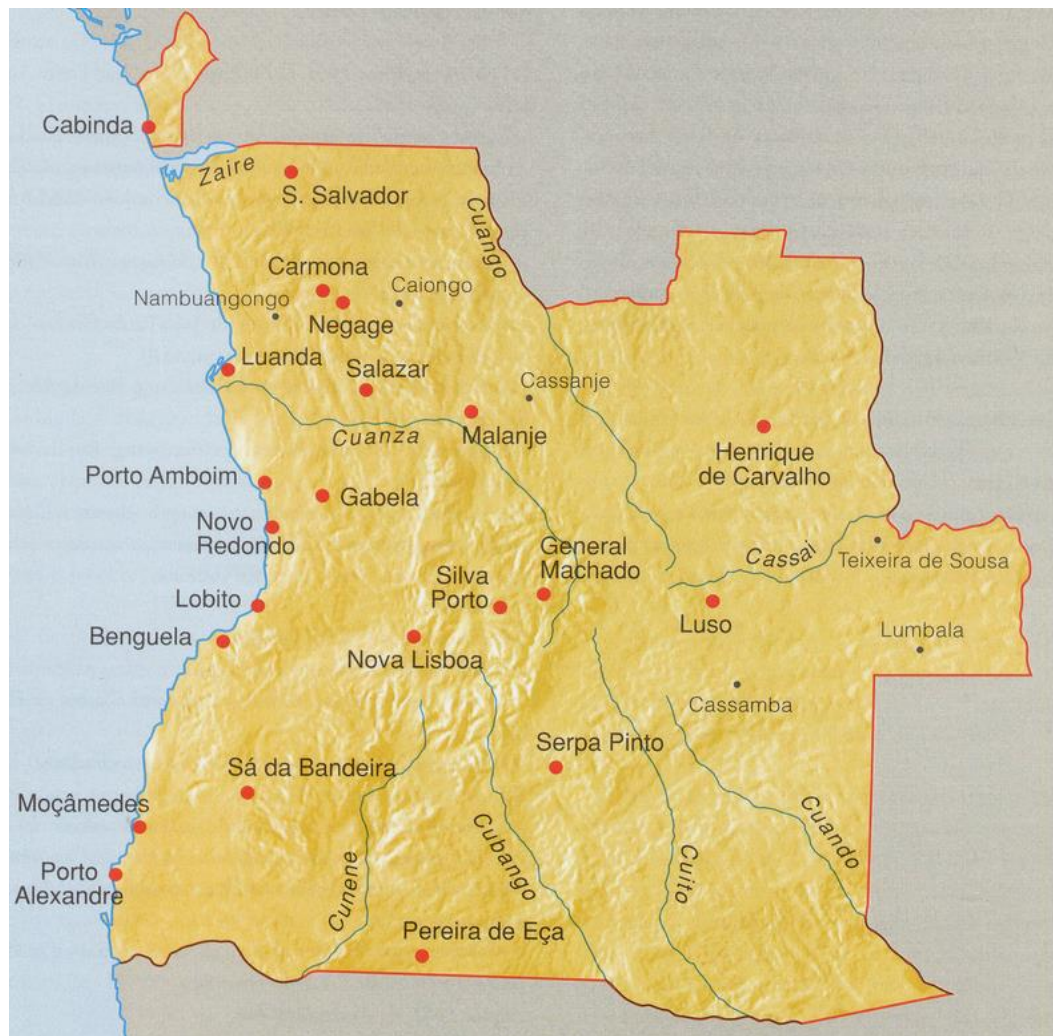 Cabinda
Zaire
S. Salvador
Cuango
Carmona
Caiongo
Nambuangongo
Negage
Luanda
Salazar
Cassanje
Cuanza
Malanje
Henrique
de Carvalho
Porto Amboim
Gabela
Novo
Redondo
General
Machado
Cassai
Teixeira de Sousa
Silva
Porto
Lobito
Luso
Benguela
Lumbala
Nova Lisboa
Cassamba
Serpa Pinto
Sá da Bandeira
Moçâmedes
Cuando
Cubango
Cunene
Cuito
Porto
Alexandre
Pereira de Eça